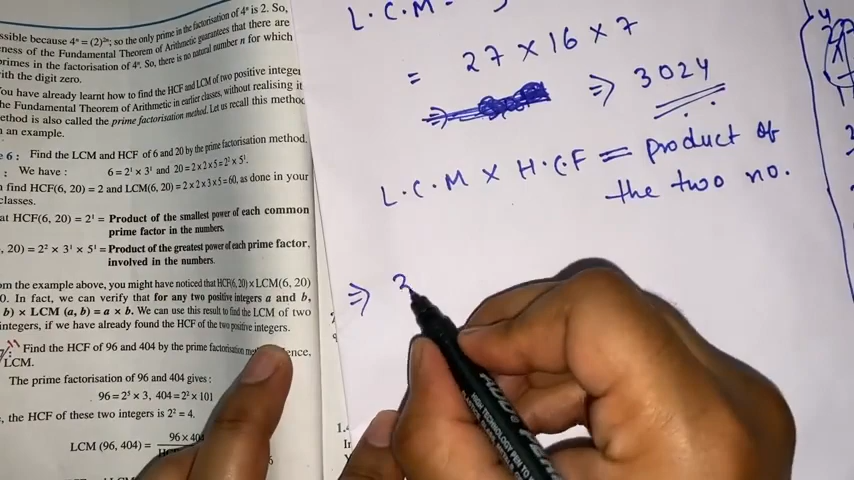 ssible because 4ⁿ = (2)²ⁿ; so the only prime in the factorisation of 4ⁿ is 2. So,
ness of the Fundamental Theorem of Arithmetic guarantees that there are
primes in the factorisation of 4ⁿ. So, there is no natural number n for which
ith the digit zero.
ou have already learnt how to find the HCF and LCM of two positive integer
he Fundamental Theorem of Arithmetic in earlier classes, without realising it
ethod is also called the prime factorisation method. Let us recall this method
an example.
e 6 : Find the LCM and HCF of 6 and 20 by the prime factorisation method.
: We have : 6 = 2¹ × 3¹ and 20 = 2 × 2 × 5 = 2² × 5¹.
find HCF(6, 20) = 2 and LCM(6, 20) = 2 × 2 × 3 × 5 = 60, as done in your
classes.
at HCF(6, 20) = 2¹ = Product of the smallest power of each common
prime factor in the numbers.
, 20) = 2² × 3¹ × 5¹ = Product of the greatest power of each prime factor,
involved in the numbers.
om the example above, you might have noticed that HCF(6, 20) × LCM(6, 20)
0. In fact, we can verify that for any two positive integers a and b,
b) × LCM (a, b) = a × b. We can use this result to find the LCM of two
integers, if we have already found the HCF of the two positive integers.
7 : Find the HCF of 96 and 404 by the prime factorisation
LCM.
The prime factorisation of 96 and 404 gives :
96 = 2⁵ × 3, 404 = 2² × 101
, the HCF of these two integers is 2² = 4.
LCM (96, 404) = 96 × 404
L.C.M
= 27 × 16 × 7
⇒ 3024
L.C.M × H.C.F = product of
the two no.
⇒ 3